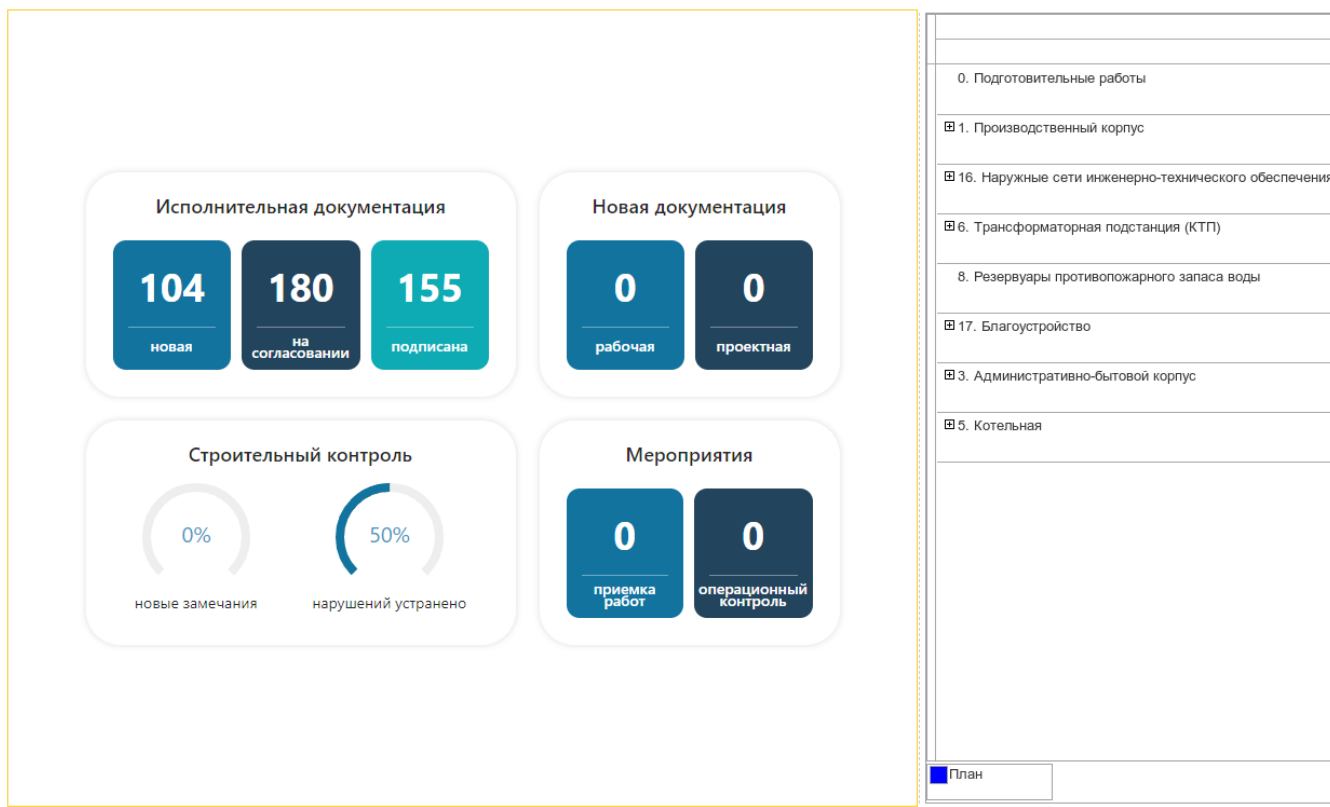 Исполнительная документация
104
180
155
новая
на
согласовании
подписана
Новая документация
0
0
рабочая
проектная
Строительный контроль
0%
50%
новые замечания
нарушений устранено
Мероприятия
0
0
приемка
работ
операционный
контроль
0. Подготовительные работы
1. Производственный корпус
16. Наружные сети инженерно-технического обеспечения
6. Трансформаторная подстанция (КТП)
8. Резервуары противопожарного запаса воды
17. Благоустройство
3. Административно-бытовой корпус
5. Котельная
План